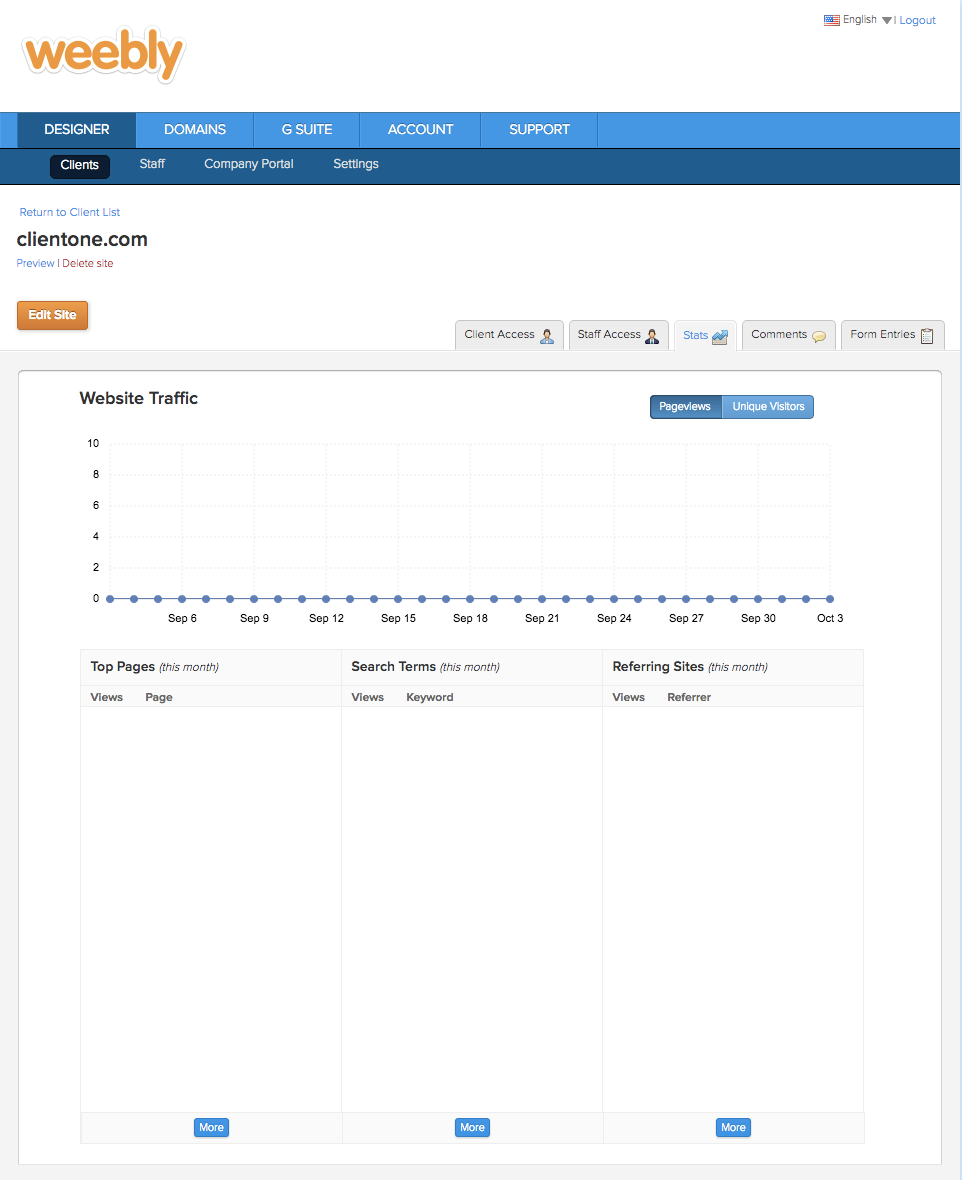 English | Logout
weebly
DESIGNER DOMAINS G SUITE ACCOUNT SUPPORT
Clients Staff Company Portal Settings
Return to Client List
clientone.com
Preview | Delete site
Edit Site
Client Access Staff Access Stats Comments Form Entries
Website Traffic
Pageviews Unique Visitors
10
8
6
4
2
0
Sep 6 Sep 9 Sep 12 Sep 15 Sep 18 Sep 21 Sep 24 Sep 27 Sep 30 Oct 3
Top Pages (this month) Search Terms (this month) Referring Sites (this month)
Views Page Views Keyword Views Referrer
More More More